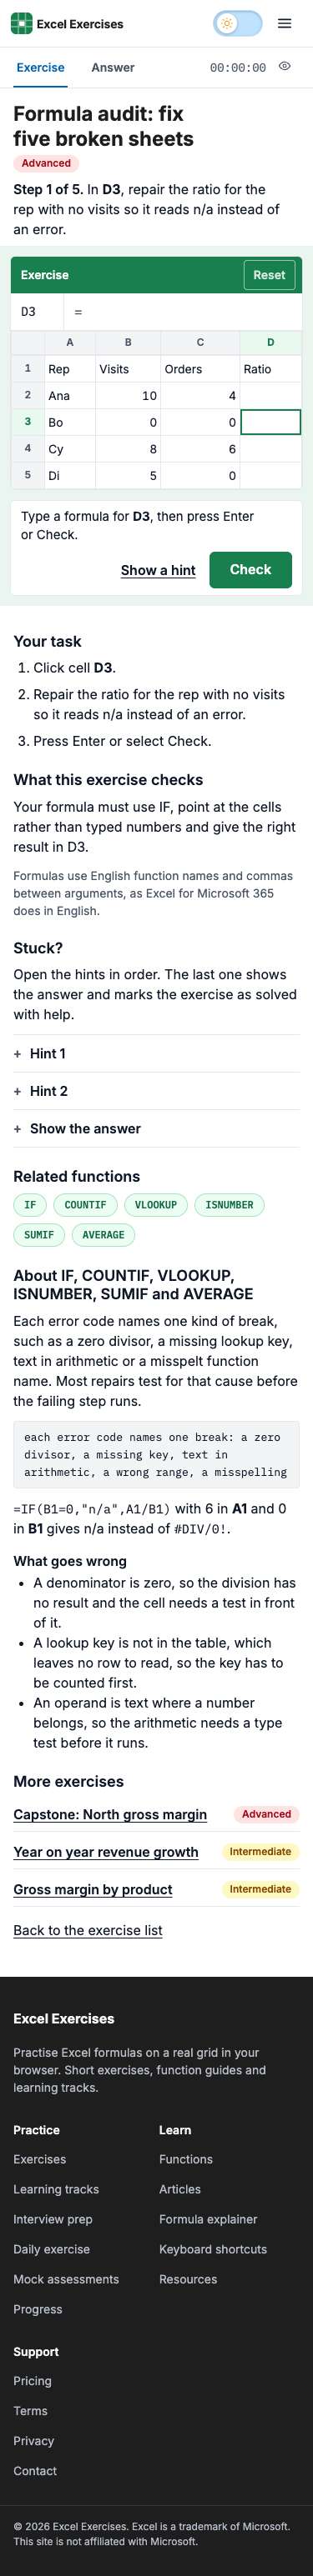 Excel Exercises
Exercise Answer 00:00:00
Formula audit: fix
five broken sheets
Advanced
Step 1 of 5. In D3, repair the ratio for the
rep with no visits so it reads n/a instead of
an error.
Exercise Reset
D3 =
A B C D
1 Rep Visits Orders Ratio
2 Ana 10 4
3 Bo 0 0
4 Cy 8 6
5 Di 5 0
Type a formula for D3, then press Enter
or Check.
Show a hint Check
Your task
1. Click cell D3.
2. Repair the ratio for the rep with no visits
so it reads n/a instead of an error.
3. Press Enter or select Check.
What this exercise checks
Your formula must use IF, point at the cells
rather than typed numbers and give the right
result in D3.
Formulas use English function names and commas
between arguments, as Excel for Microsoft 365
does in English.
Stuck?
Open the hints in order. The last one shows
the answer and marks the exercise as solved
with help.
+ Hint 1
+ Hint 2
+ Show the answer
Related functions
IF COUNTIF VLOOKUP ISNUMBER
SUMIF AVERAGE
About IF, COUNTIF, VLOOKUP,
ISNUMBER, SUMIF and AVERAGE
Each error code names one kind of break,
such as a zero divisor, a missing lookup key,
text in arithmetic or a misspelt function
name. Most repairs test for that cause before
the failing step runs.
each error code names one break: a zero
divisor, a missing key, text in
arithmetic, a wrong range, a misspelling
=IF(B1=0,"n/a",A1/B1) with 6 in A1 and 0
in B1 gives n/a instead of #DIV/0!.
What goes wrong
• A denominator is zero, so the division has
no result and the cell needs a test in front
of it.
• A lookup key is not in the table, which
leaves no row to read, so the key has to
be counted first.
• An operand is text where a number
belongs, so the arithmetic needs a type
test before it runs.
More exercises
Capstone: North gross margin Advanced
Year on year revenue growth Intermediate
Gross margin by product Intermediate
Back to the exercise list
Excel Exercises
Practise Excel formulas on a real grid in your
browser. Short exercises, function guides and
learning tracks.
Practice Learn
Exercises Functions
Learning tracks Articles
Interview prep Formula explainer
Daily exercise Keyboard shortcuts
Mock assessments Resources
Progress
Support
Pricing
Terms
Privacy
Contact
© 2026 Excel Exercises. Excel is a trademark of Microsoft.
This site is not affiliated with Microsoft.